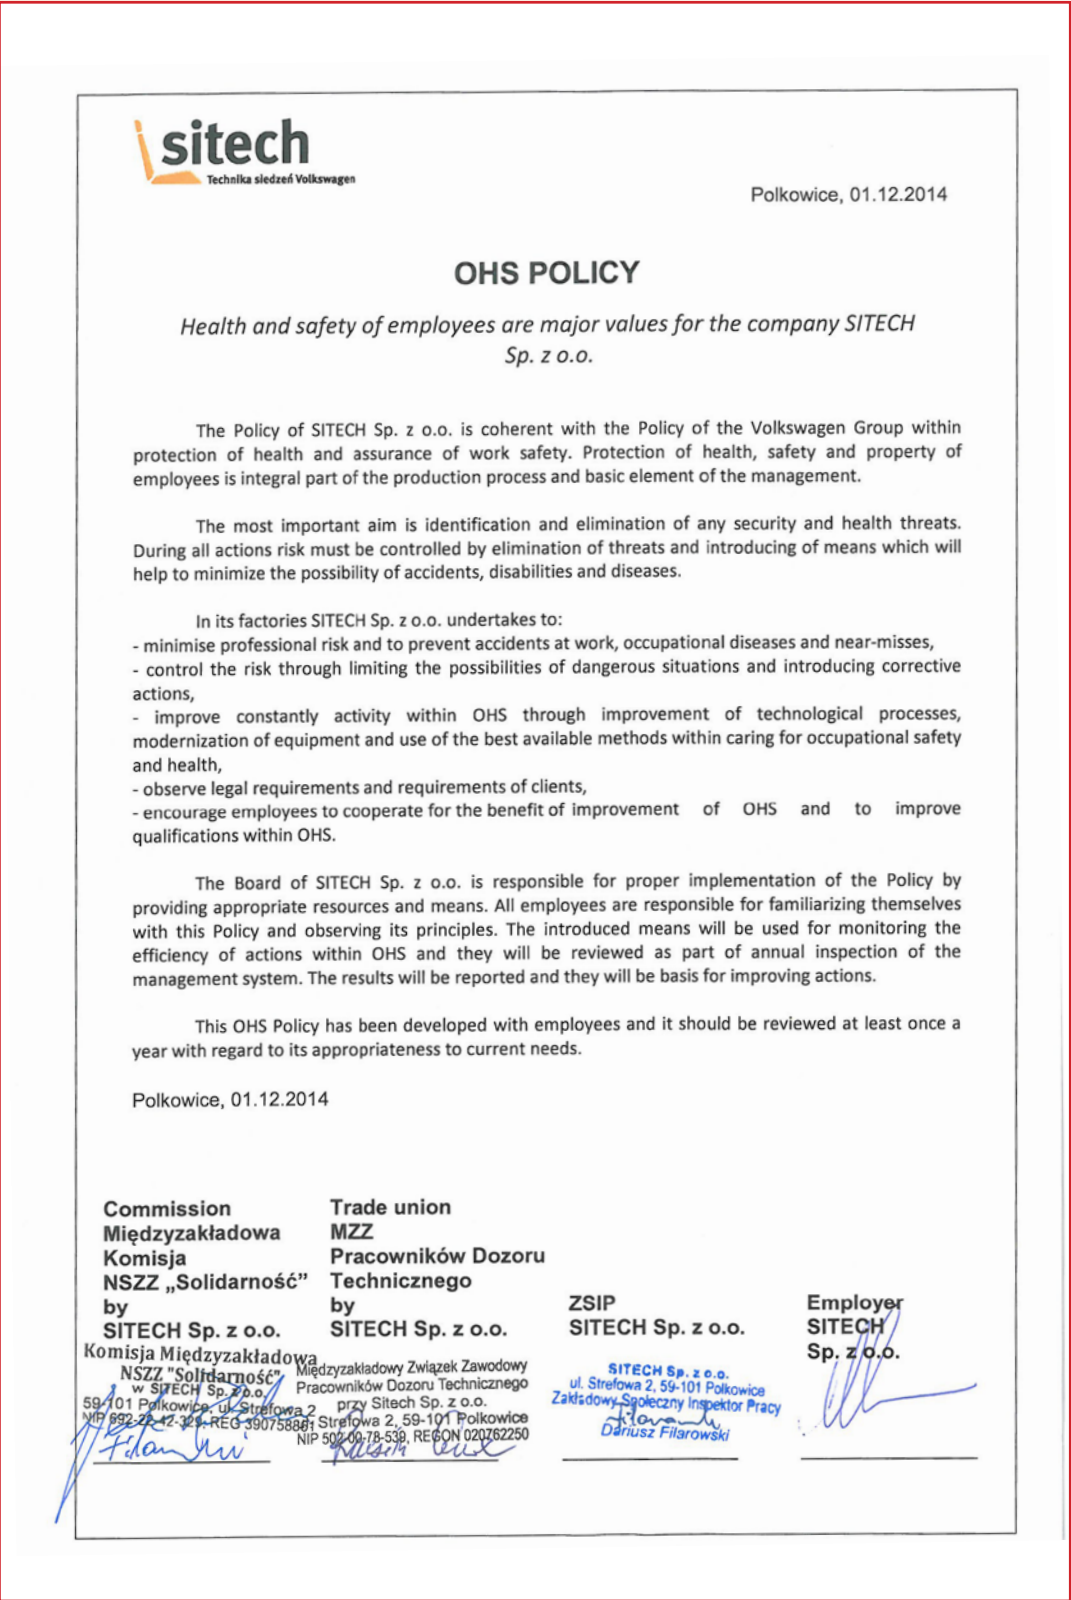 sitech
Technika siedzeń Volkswagen
Polkowice, 01.12.2014
OHS POLICY
Health and safety of employees are major values for the company SITECH
Sp. z o.o.
The Policy of SITECH Sp. z o.o. is coherent with the Policy of the Volkswagen Group within
protection of health and assurance of work safety. Protection of health, safety and property of
employees is integral part of the production process and basic element of the management.
The most important aim is identification and elimination of any security and health threats.
During all actions risk must be controlled by elimination of threats and introducing of means which will
help to minimize the possibility of accidents, disabilities and diseases.
In its factories SITECH Sp. z o.o. undertakes to:
- minimise professional risk and to prevent accidents at work, occupational diseases and near-misses,
- control the risk through limiting the possibilities of dangerous situations and introducing corrective
actions,
- improve constantly activity within OHS through improvement of technological processes,
modernization of equipment and use of the best available methods within caring for occupational safety
and health,
- observe legal requirements and requirements of clients,
- encourage employees to cooperate for the benefit of improvement of OHS and to improve
qualifications within OHS.
The Board of SITECH Sp. z o.o. is responsible for proper implementation of the Policy by
providing appropriate resources and means. All employees are responsible for familiarizing themselves
with this Policy and observing its principles. The introduced means will be used for monitoring the
efficiency of actions within OHS and they will be reviewed as part of annual inspection of the
management system. The results will be reported and they will be basis for improving actions.
This OHS Policy has been developed with employees and it should be reviewed at least once a
year with regard to its appropriateness to current needs.
Polkowice, 01.12.2014
Commission
Międzyzakładowa
Komisja
NSZZ „Solidarność”
by
SITECH Sp. z o.o.
Komisja Międzyzakładowa
NSZZ "Solidarność"
w SITECH Sp. z o.o.
59-101 Polkowice, ul. Strefowa 2
NIP 692-22-42-329, REG
Trade union
MZZ
Pracowników Dozoru
Technicznego
by
SITECH Sp. z o.o.
Międzyzakładowy Związek Zawodowy
Pracowników Dozoru Technicznego
przy Sitech Sp. z o.o.
Strefowa 2, 59-101 Polkowice
NIP REGON 020762250
ZSIP
SITECH Sp. z o.o.
SITECH Sp. z o.o.
ul. Strefowa 2, 59-101 Polkowice
Zakładowy Społeczny Inspektor Pracy
Dariusz Filarowski
Employer
SITECH
Sp. z o.o.